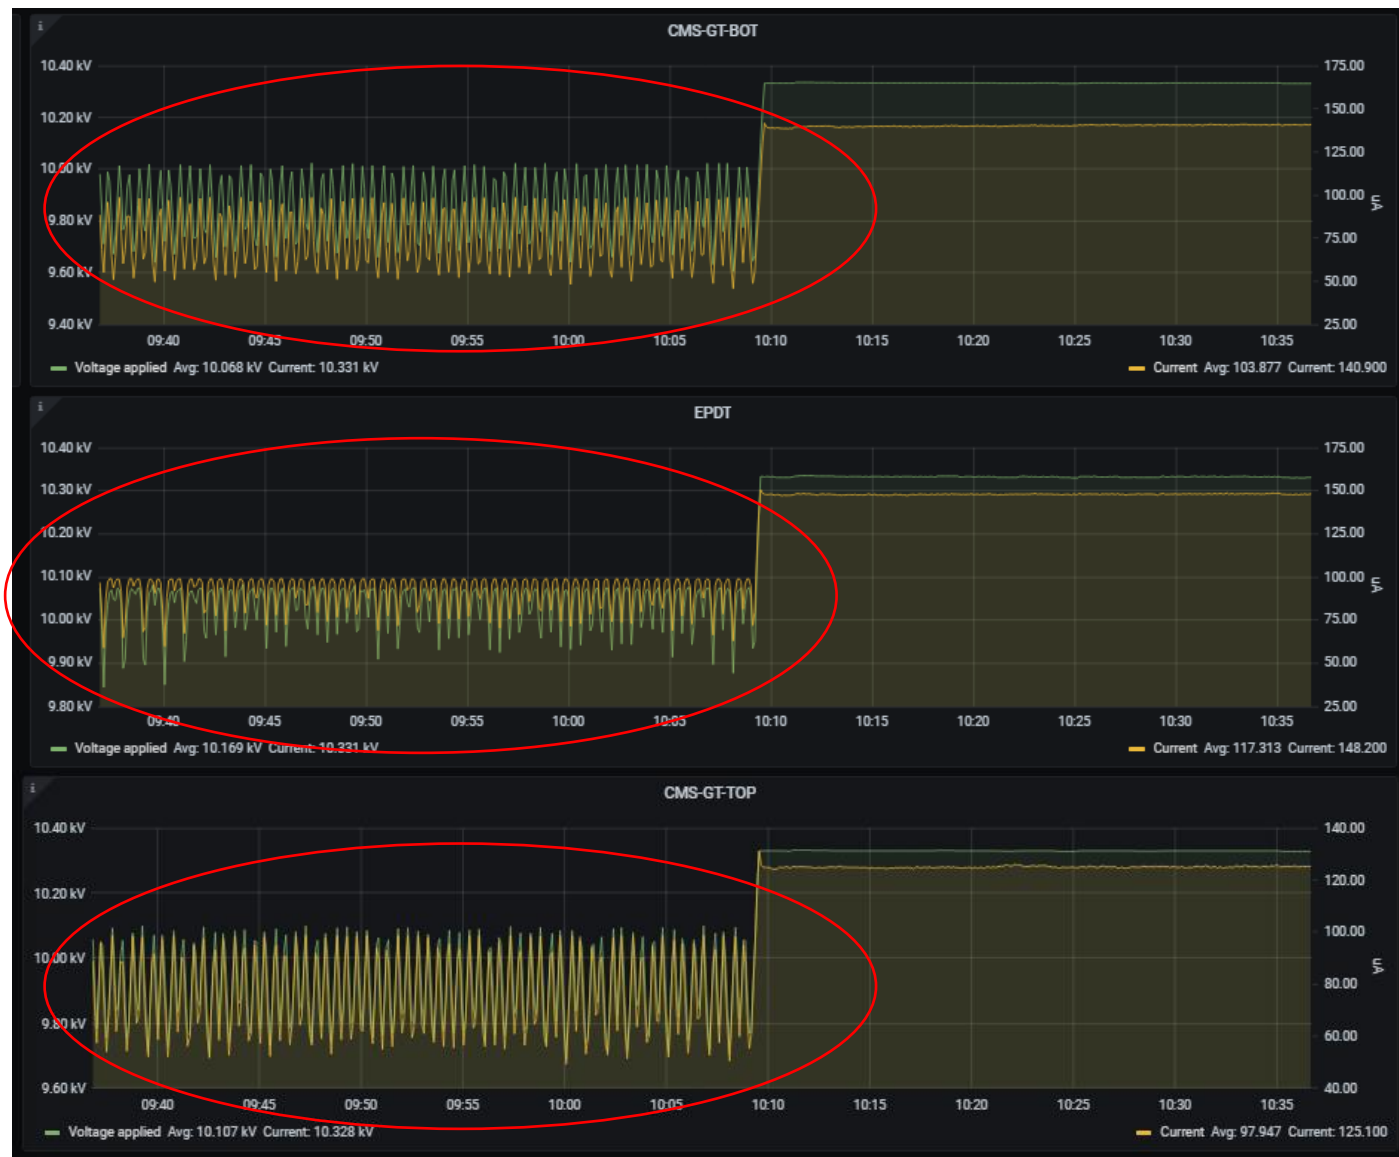 CMS-GT-BOT
10.40 kV 175.00
150.00
10.20 kV
125.00
10.00 kV
100.00
9.80 kV
75.00
9.60 kV
50.00
9.40 kV 25.00
uA
09:40 09:45 09:50 09:55 10:00 10:05 10:10 10:15 10:20 10:25 10:30 10:35
Voltage applied Avg: 10.068 kV Current: 10.331 kV Current Avg: 103.877 Current: 140.900
EPDT
10.40 kV 175.00
10.30 kV 150.00
10.20 kV 125.00
10.10 kV 100.00
10.00 kV 75.00
9.90 kV 50.00
9.80 kV 25.00
uA
09:40 09:45 09:50 09:55 10:00 10:05 10:10 10:15 10:20 10:25 10:30 10:35
Voltage applied Avg: 10.169 kV Current: 10.331 kV Current Avg: 117.313 Current: 148.200
CMS-GT-TOP
10.40 kV 140.00
120.00
10.20 kV
100.00
10.00 kV
80.00
9.80 kV
60.00
9.60 kV 40.00
uA
09:40 09:45 09:50 09:55 10:00 10:05 10:10 10:15 10:20 10:25 10:30 10:35
Voltage applied Avg: 10.107 kV Current: 10.328 kV Current Avg: 97.947 Current: 125.100